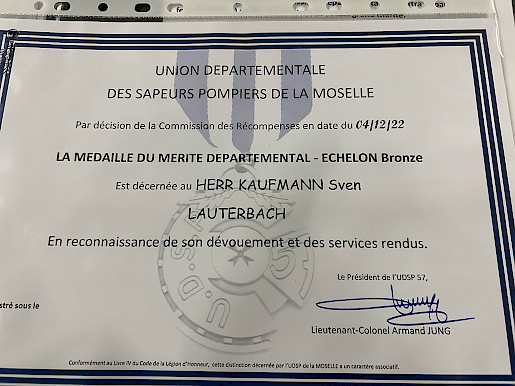 UNION DEPARTEMENTALE
DES SAPEURS POMPIERS DE LA MOSELLE
Par décision de la Commission des Récompenses en date du 04/12/22
LA MEDAILLE DU MERITE DEPARTEMENTAL - ECHELON Bronze
Est décernée au HERR KAUFMANN Sven
LAUTERBACH
En reconnaissance de son dévouement et des services rendus.
Le Président de l'UDSP 57,
stré sous le
Lieutenant-Colonel Armand JUNG
Conformément au Livre IV du Code de la Légion d'Honneur, cette distinction décernée par l'UDSP de la MOSELLE a un caractère associatif.
U.D.S.P